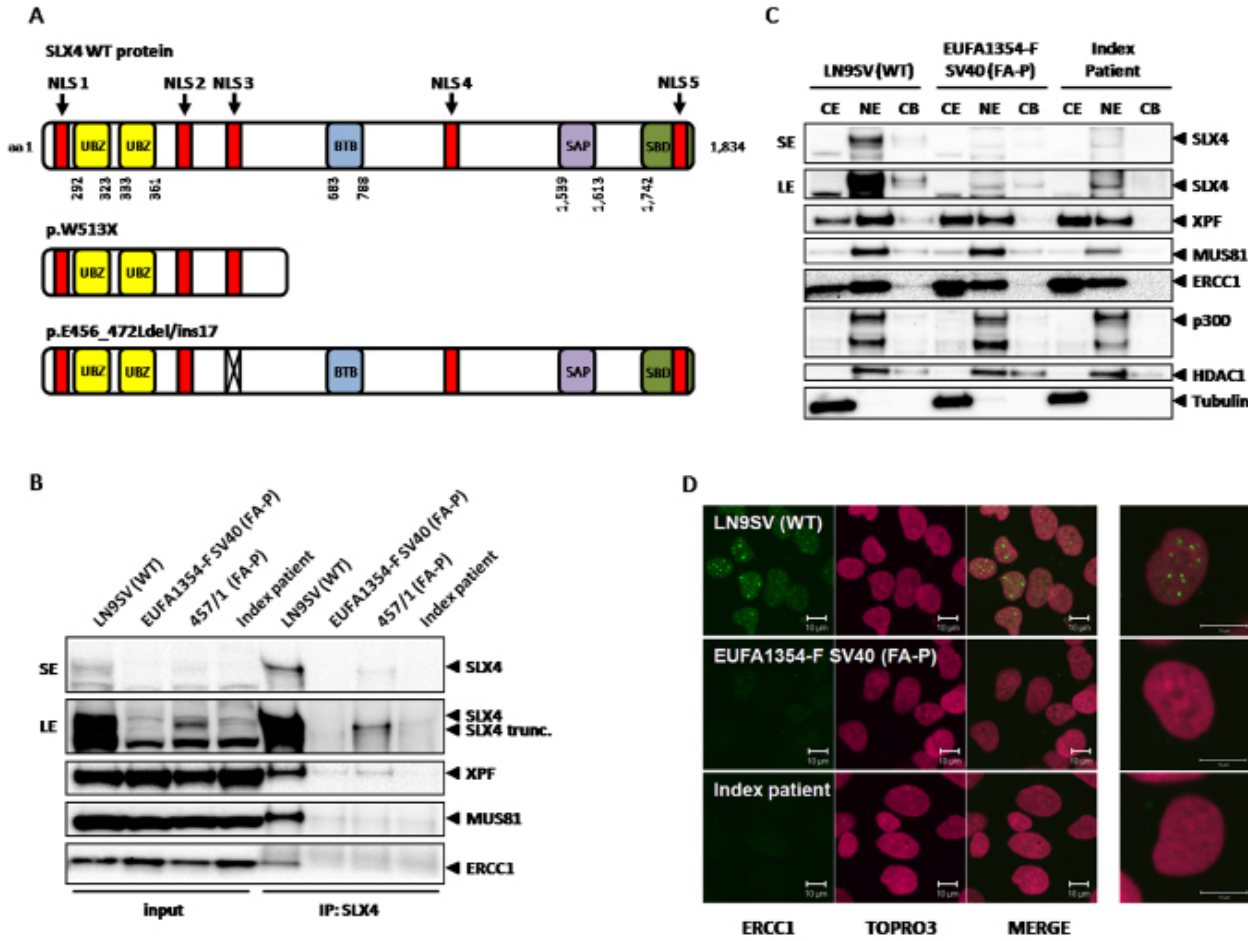 A
SLX4 WT protein
NLS 1 NLS 2 NLS 3 NLS 4 NLS 5
aa 1 UBZ UBZ BTB SAP SBD 1,834
292 323 333 361 683 788 1,539 1,613 1,742
p.W513X
UBZ UBZ
p.E456_472Ldel/ins17
UBZ UBZ BTB SAP SBD
B
LN9SV (WT) EUFA1354-F SV40 (FA-P) 457/1 (FA-P) Index patient LN9SV (WT) EUFA1354-F SV40 (FA-P) 457/1 (FA-P) Index patient
SE SLX4
LE SLX4
SLX4 trunc.
XPF
MUS81
ERCC1
input IP: SLX4
C
LN9SV (WT) EUFA1354-F SV40 (FA-P) Index Patient
CE NE CB CE NE CB CE NE CB
SE SLX4
LE SLX4
XPF
MUS81
ERCC1
p300
HDAC1
Tubulin
D
LN9SV (WT)
10 µm 10 µm 10 µm
EUFA1354-F SV40 (FA-P)
10 µm 10 µm 10 µm
Index patient
10 µm 10 µm 10 µm
ERCC1 TOPRO3 MERGE